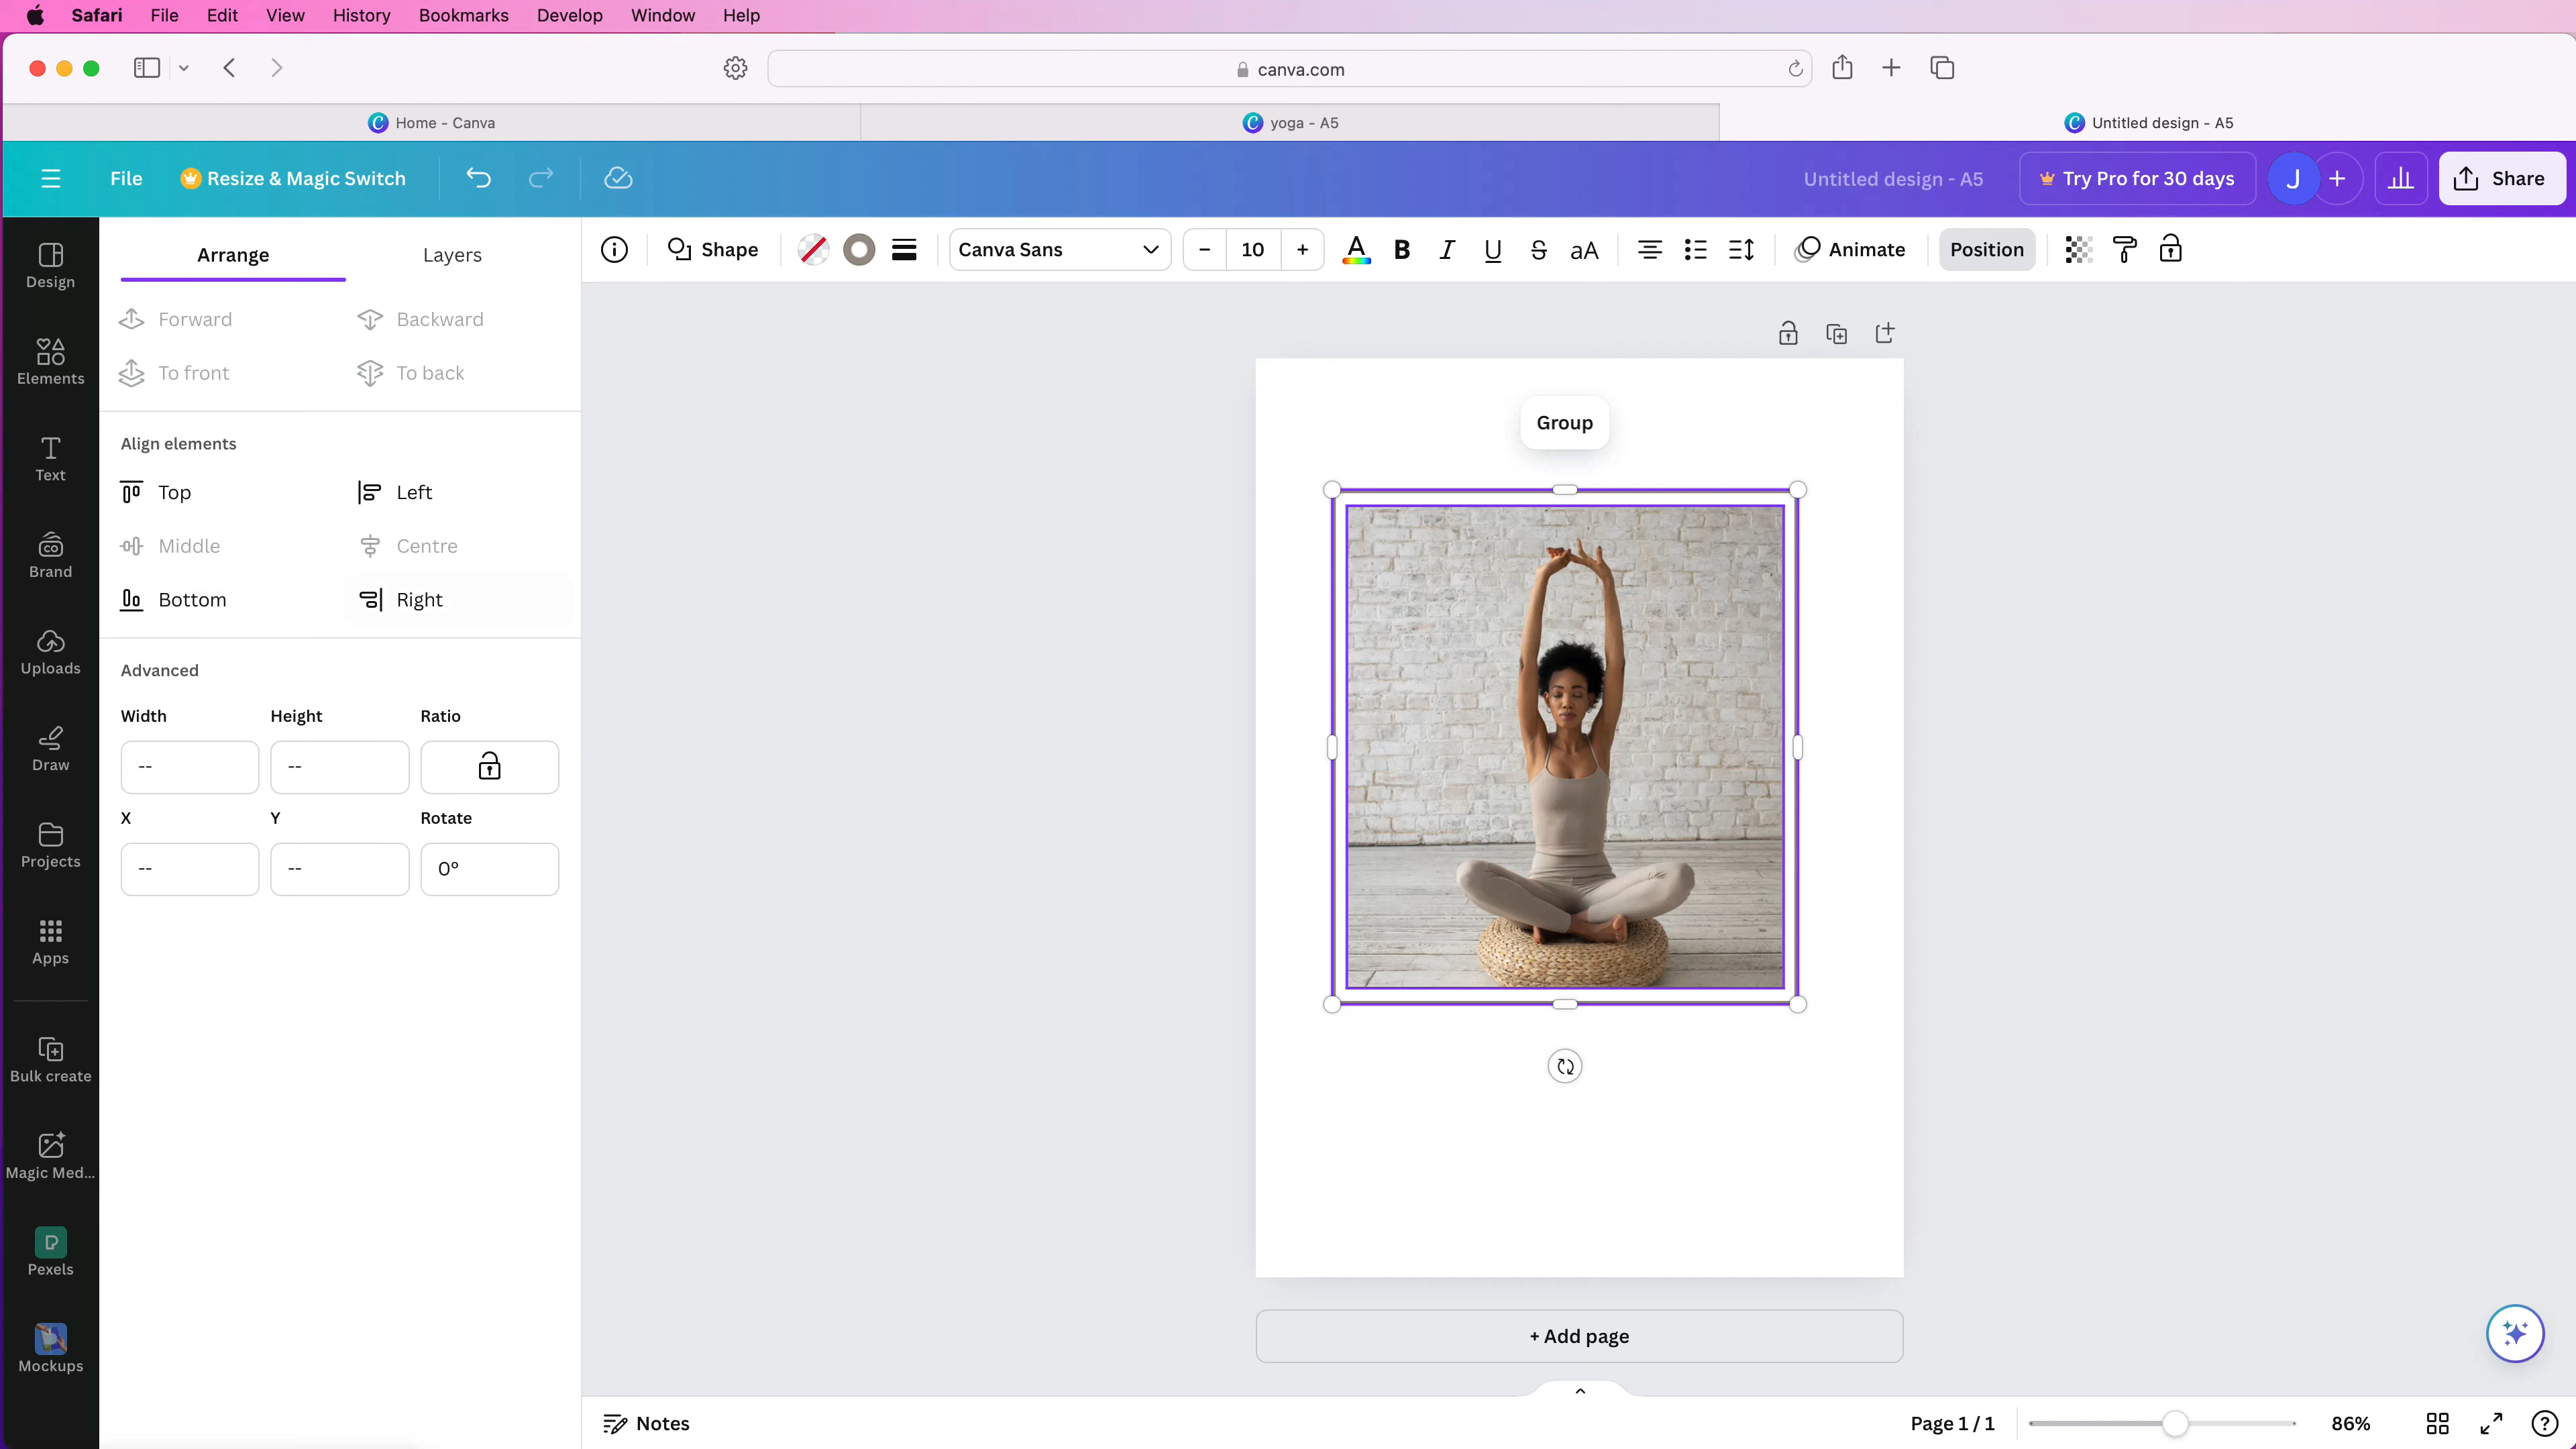 Safari File Edit View History Bookmarks Develop Window Help
canva.com
Home - Canva
yoga - A5
Untitled design - A5
File Resize & Magic Switch
Untitled design - A5
Try Pro for 30 days
J
Share
Design
Elements
Text
Brand
Uploads
Draw
Projects
Apps
Bulk create
Magic Med...
Pexels
Mockups
Arrange Layers
Forward Backward
To front To back
Align elements
Top Left
Middle Centre
Bottom Right
Advanced
Width Height Ratio
-- --
X Y Rotate
-- -- 0°
Shape
Canva Sans
– 10 +
A B I U S aA
Animate
Position
Group
+ Add page
Notes
Page 1 / 1
86%